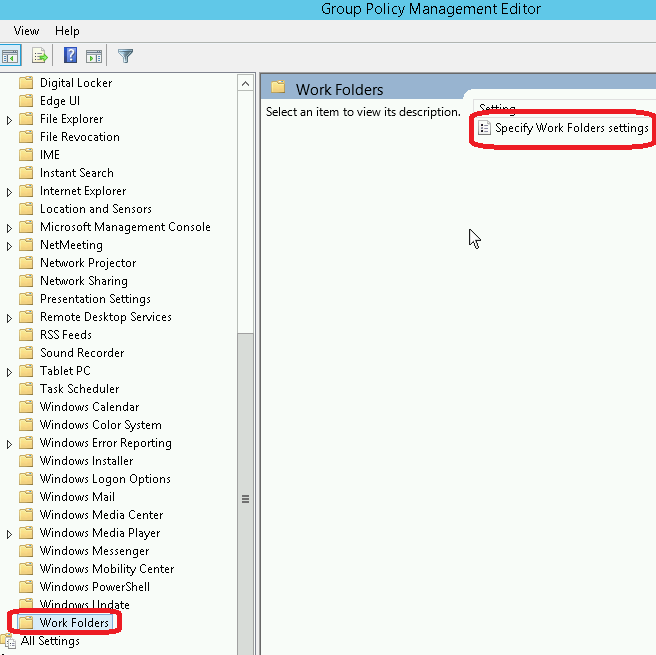 Group Policy Management Editor
View Help
Digital Locker
Edge UI
File Explorer
File Revocation
IME
Instant Search
Internet Explorer
Location and Sensors
Microsoft Management Console
NetMeeting
Network Projector
Network Sharing
Presentation Settings
Remote Desktop Services
RSS Feeds
Sound Recorder
Tablet PC
Task Scheduler
Windows Calendar
Windows Color System
Windows Error Reporting
Windows Installer
Windows Logon Options
Windows Mail
Windows Media Center
Windows Media Player
Windows Messenger
Windows Mobility Center
Windows PowerShell
Windows Update
Work Folders
All Settings
Work Folders
Select an item to view its description.
Setting
Specify Work Folders settings